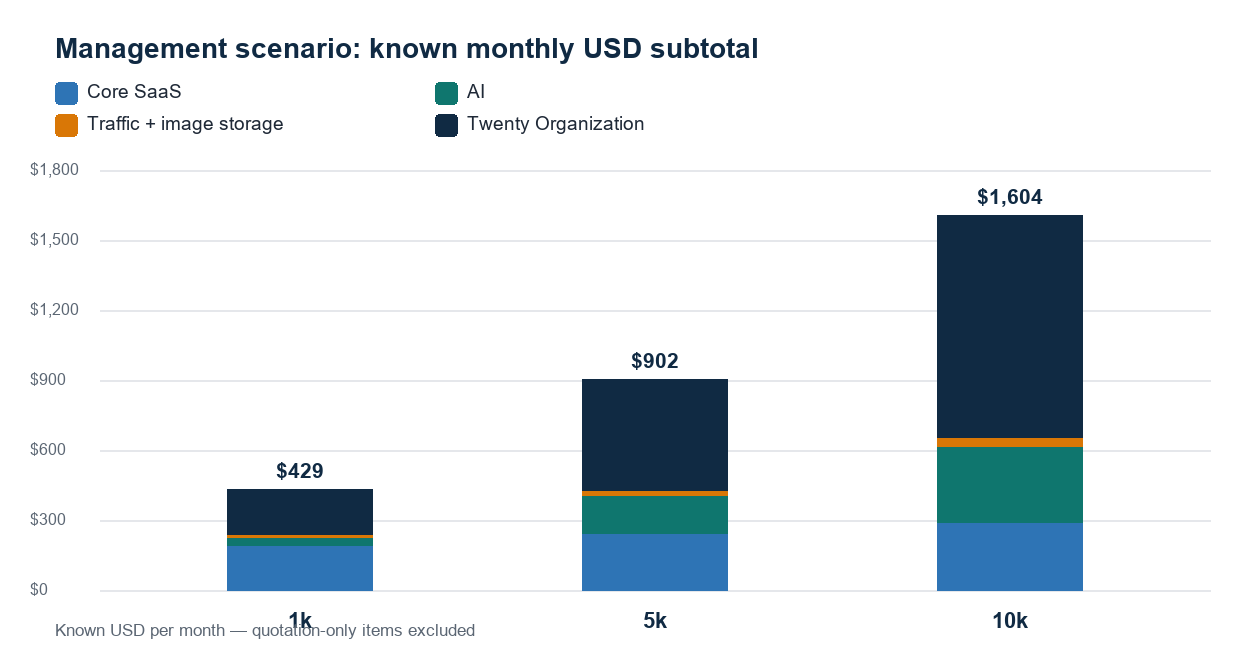 Management scenario: known monthly USD subtotal
Core SaaS
AI
Traffic + image storage
Twenty Organization
$1,800
$1,604
$1,500
$1,200
$902
$900
$600
$429
$300
$0
1k
5k
10k
Known USD per month — quotation-only items excluded